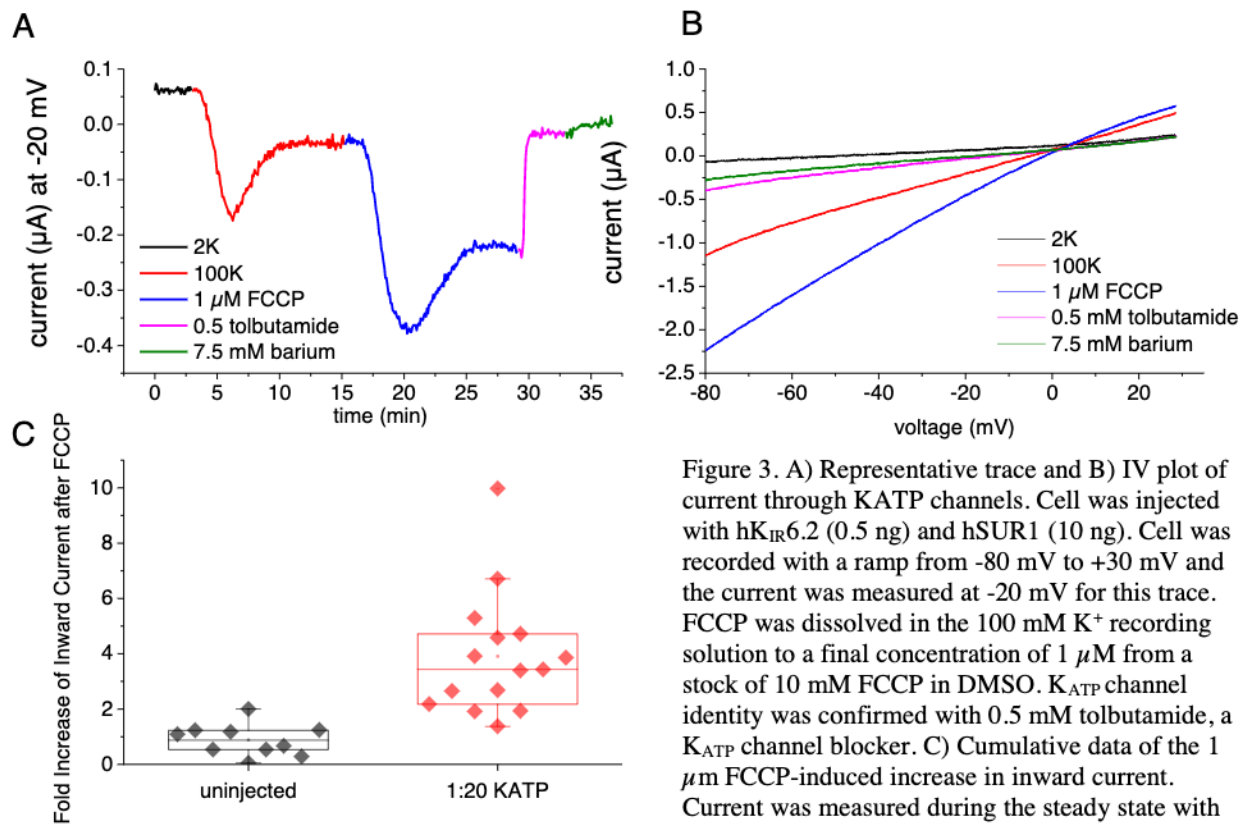 A
current (µA) at -20 mV
0.1
0.0
-0.1
-0.2
-0.3
-0.4
2K
100K
1 µM FCCP
0.5 tolbutamide
7.5 mM barium
0 5 10 15 20 25 30 35
time (min)
B
current (µA)
1.0
0.5
0.0
-0.5
-1.0
-1.5
-2.0
-2.5
2K
100K
1 µM FCCP
0.5 mM tolbutamide
7.5 mM barium
-80 -60 -40 -20 0 20
voltage (mV)
C
Fold Increase of Inward Current after FCCP
10
8
6
4
2
0
uninjected 1:20 KATP
Figure 3. A) Representative trace and B) IV plot of
current through KATP channels. Cell was injected
with hKIR6.2 (0.5 ng) and hSUR1 (10 ng). Cell was
recorded with a ramp from -80 mV to +30 mV and
the current was measured at -20 mV for this trace.
FCCP was dissolved in the 100 mM K+ recording
solution to a final concentration of 1 µM from a
stock of 10 mM FCCP in DMSO. KATP channel
identity was confirmed with 0.5 mM tolbutamide, a
KATP channel blocker. C) Cumulative data of the 1
µm FCCP-induced increase in inward current.
Current was measured during the steady state with